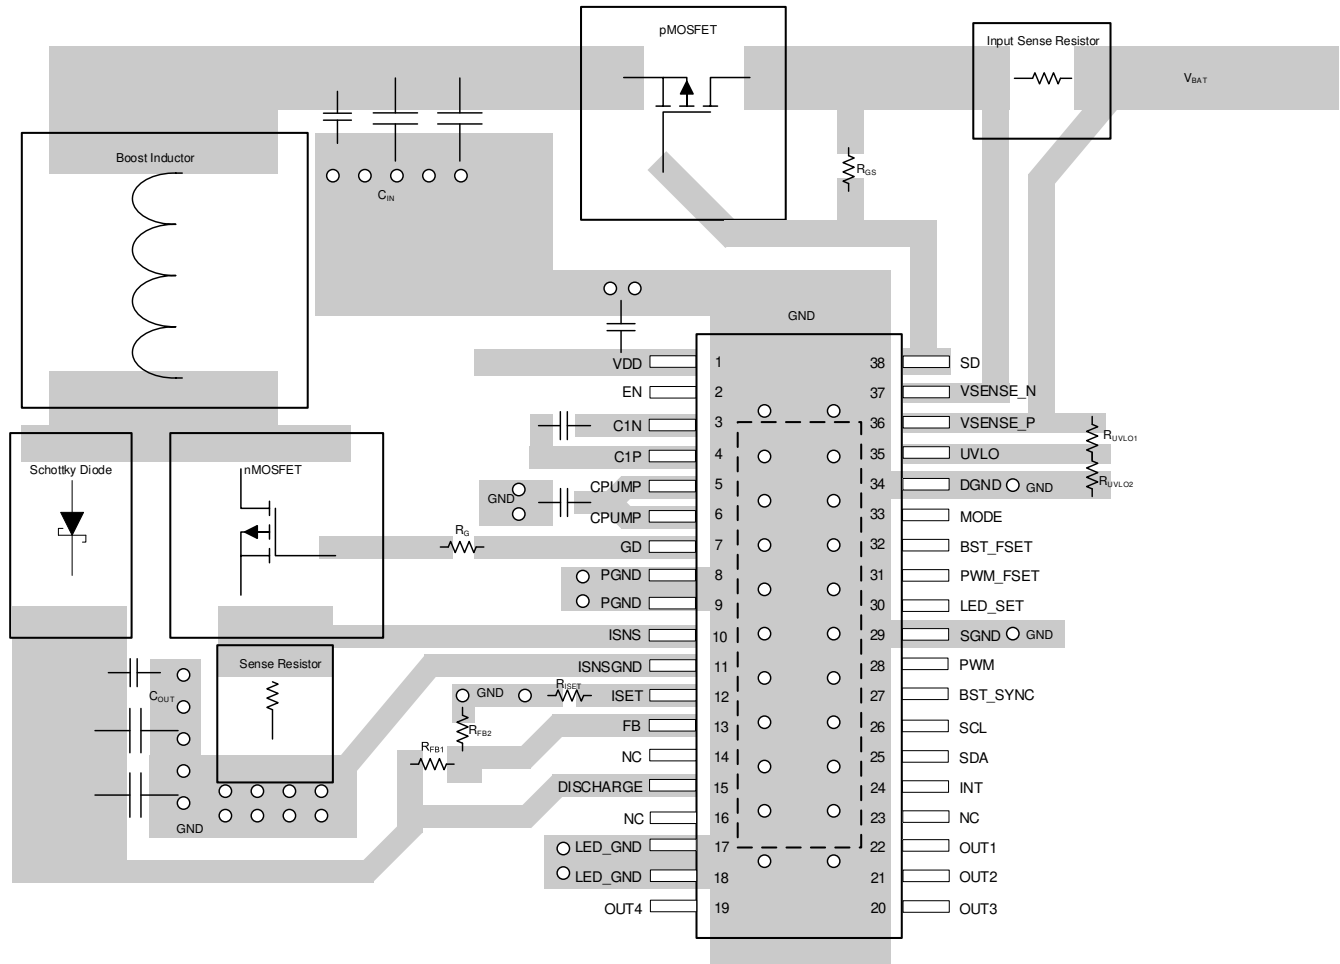 pMOSFET
Input Sense Resistor
VBAT
Boost Inductor
RGS
CIN
GND
VDD 1 38 SD
EN 2 37 VSENSE_N
C1N 3 36 VSENSE_P
RUVLO1
C1P 4 35 UVLO
Schottky Diode
nMOSFET
CPUMP 5 34 DGND GND
RUVLO2
GND
CPUMP 6 33 MODE
RG
GD 7 32 BST_FSET
PGND 8 31 PWM_FSET
PGND 9 30 LED_SET
ISNS 10 29 SGND GND
Sense Resistor
ISNSGND 11 28 PWM
COUT
GND
RISET
ISET 12 27 BST_SYNC
FB 13 26 SCL
RFB2
RFB1
NC 14 25 SDA
DISCHARGE 15 24 INT
NC 16 23 NC
GND
LED_GND 17 22 OUT1
LED_GND 18 21 OUT2
OUT4 19 20 OUT3